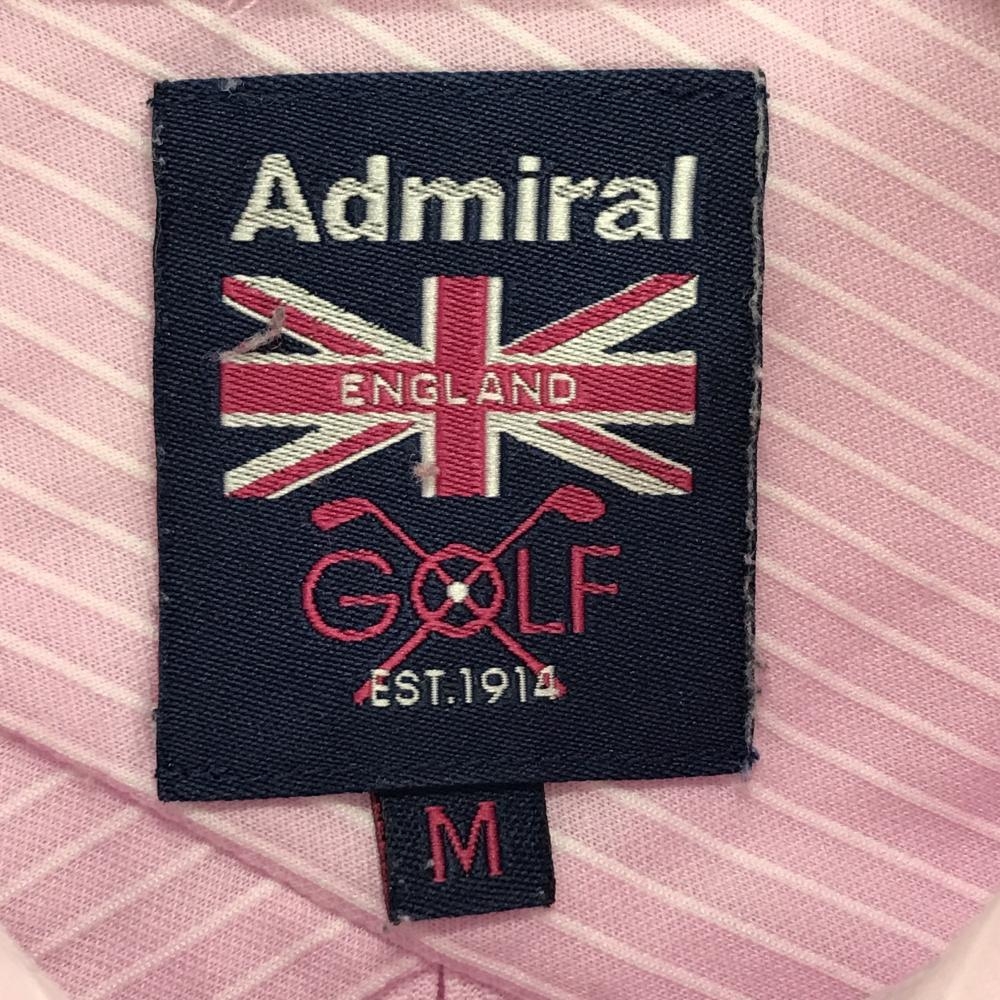 Admiral
ENGLAND
GOLF
EST.1914
M